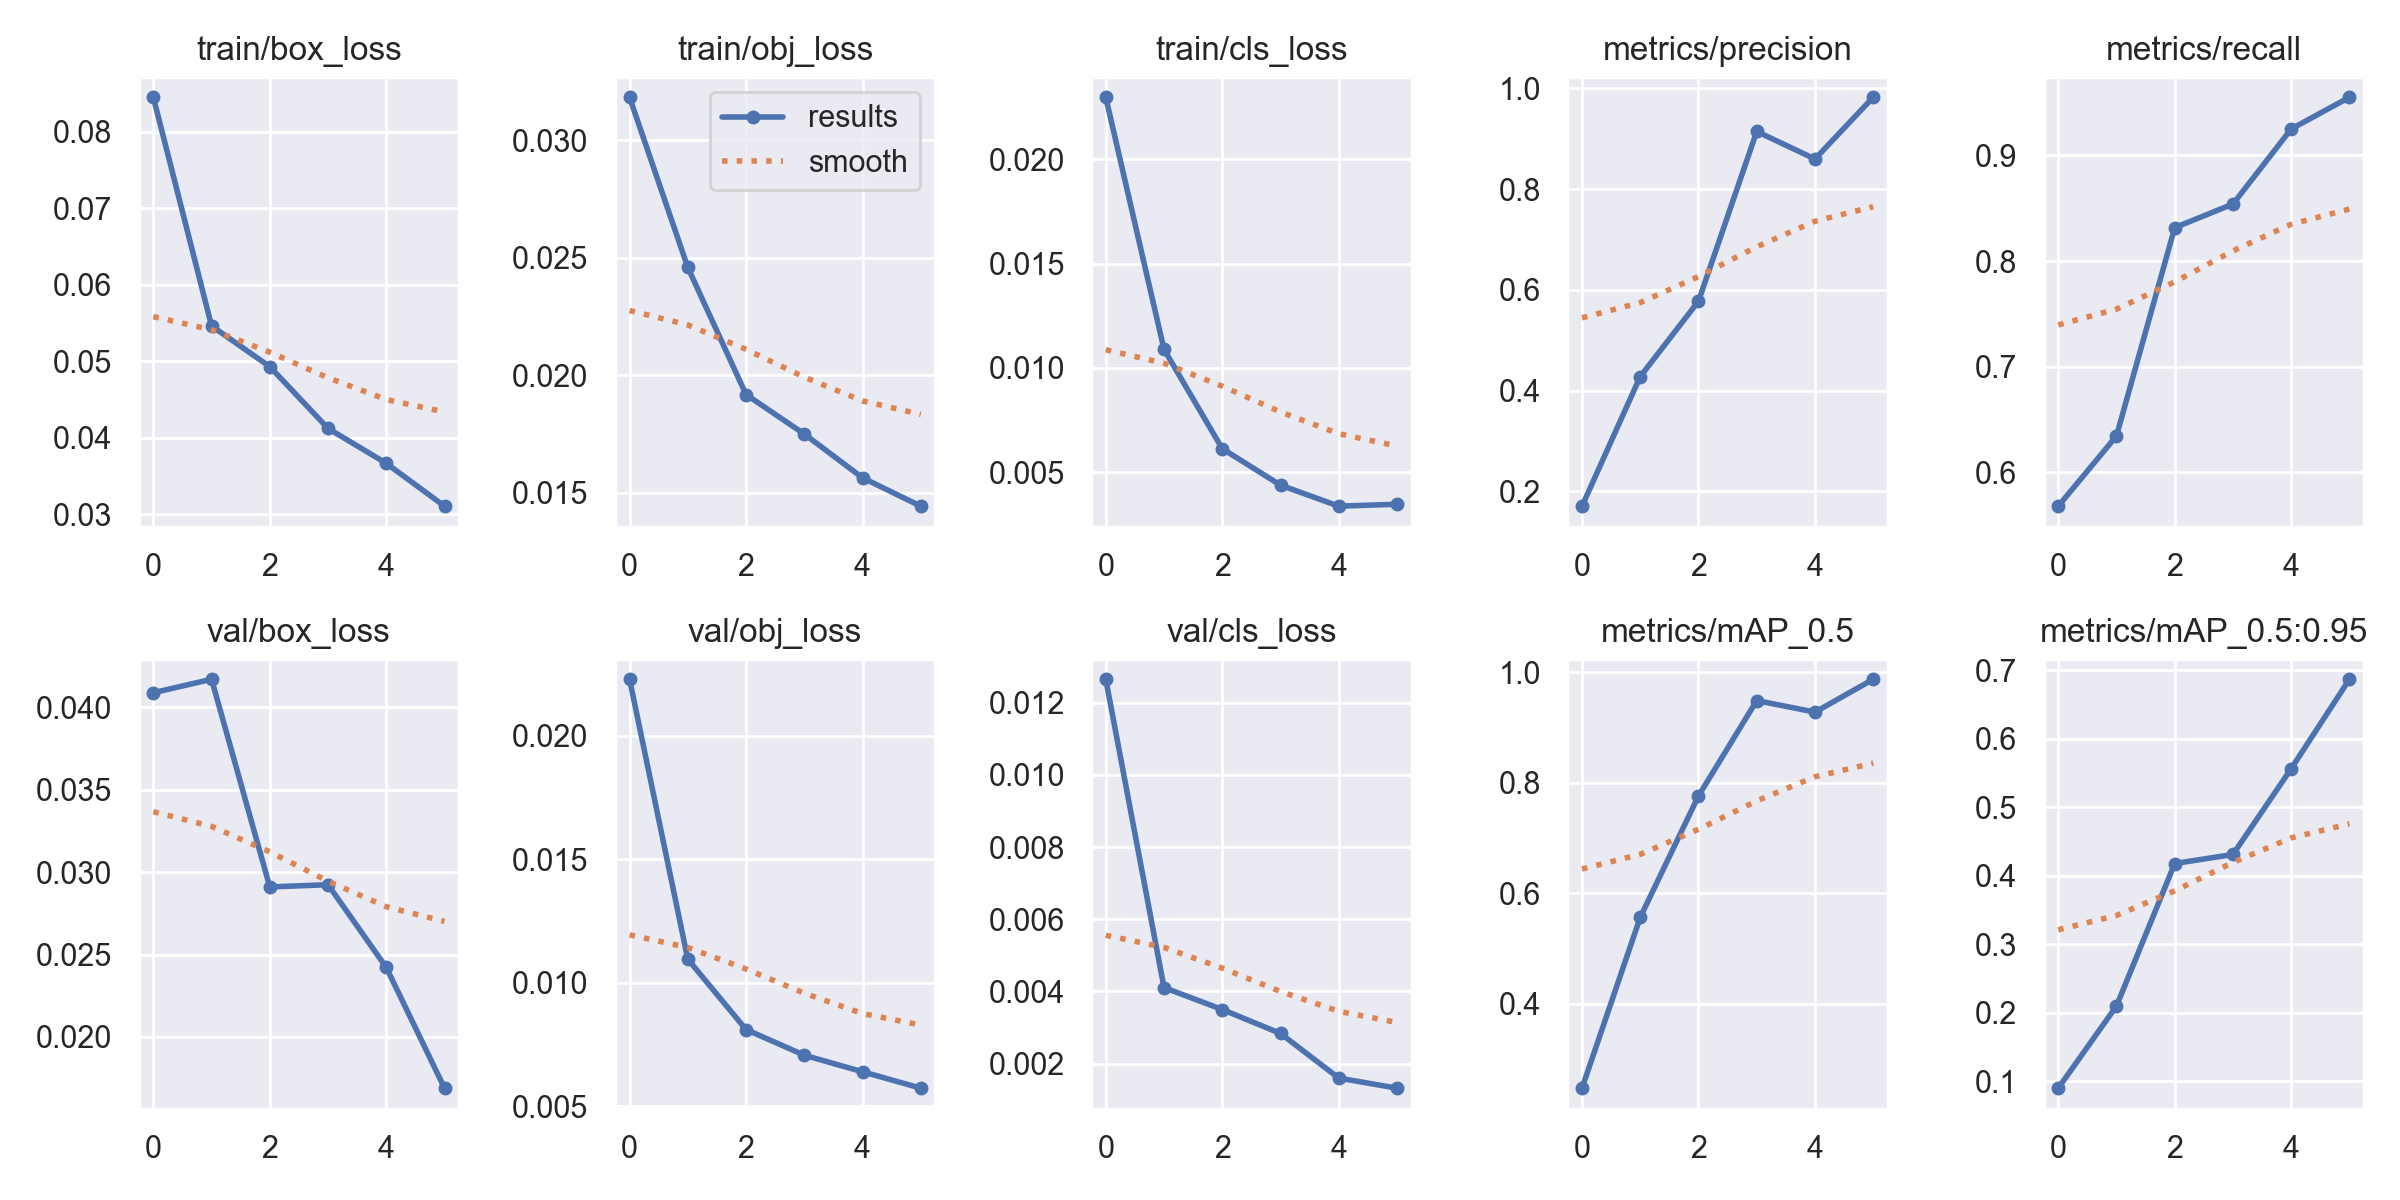 train/box_loss
train/obj_loss
train/cls_loss
metrics/precision
metrics/recall
0.08
0.07
0.06
0.05
0.04
0.03
0 2 4
results
smooth
0.030
0.025
0.020
0.015
0 2 4
0.020
0.015
0.010
0.005
0 2 4
1.0
0.8
0.6
0.4
0.2
0 2 4
0.9
0.8
0.7
0.6
0 2 4
val/box_loss
val/obj_loss
val/cls_loss
metrics/mAP_0.5
metrics/mAP_0.5:0.95
0.040
0.035
0.030
0.025
0.020
0 2 4
0.020
0.015
0.010
0.005
0 2 4
0.012
0.010
0.008
0.006
0.004
0.002
0 2 4
1.0
0.8
0.6
0.4
0 2 4
0.7
0.6
0.5
0.4
0.3
0.2
0.1
0 2 4